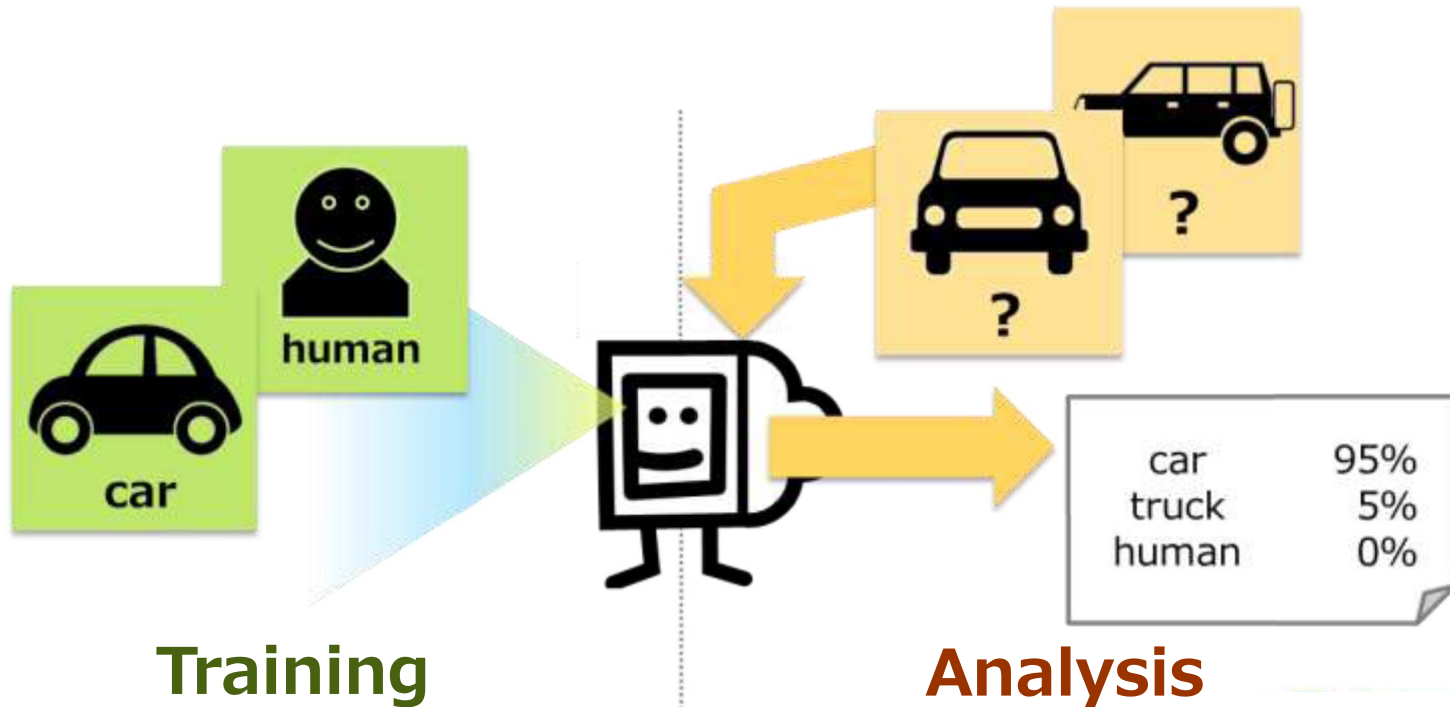 human
car
Training
?
?
car 95%
truck 5%
human 0%
Analysis